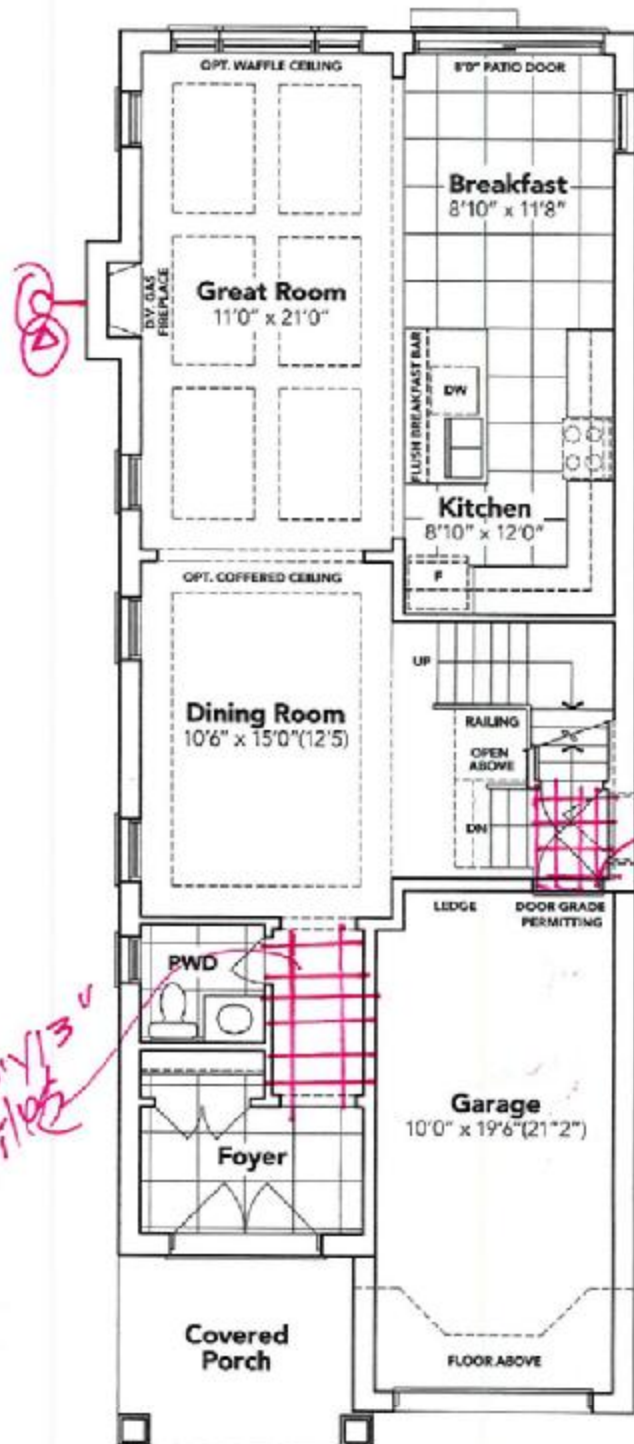 OPT. WAFFLE CEILING
8'0" PATIO DOOR
Breakfast
8'10" x 11'8"
D.V. GAS
FIREPLACE
Great Room
11'0" x 21'0"
FLUSH BREAKFAST BAR
DW
Kitchen
8'10" x 12'0"
F
OPT. COFFERED CEILING
UP
Dining Room
10'6" x 15'0"(12'5)
RAILING
OPEN
ABOVE
DN
LEDGE
DOOR GRADE
PERMITTING
PWD
Garage
10'0" x 19'6"(21'2")
Foyer
Covered
Porch
FLOOR ABOVE